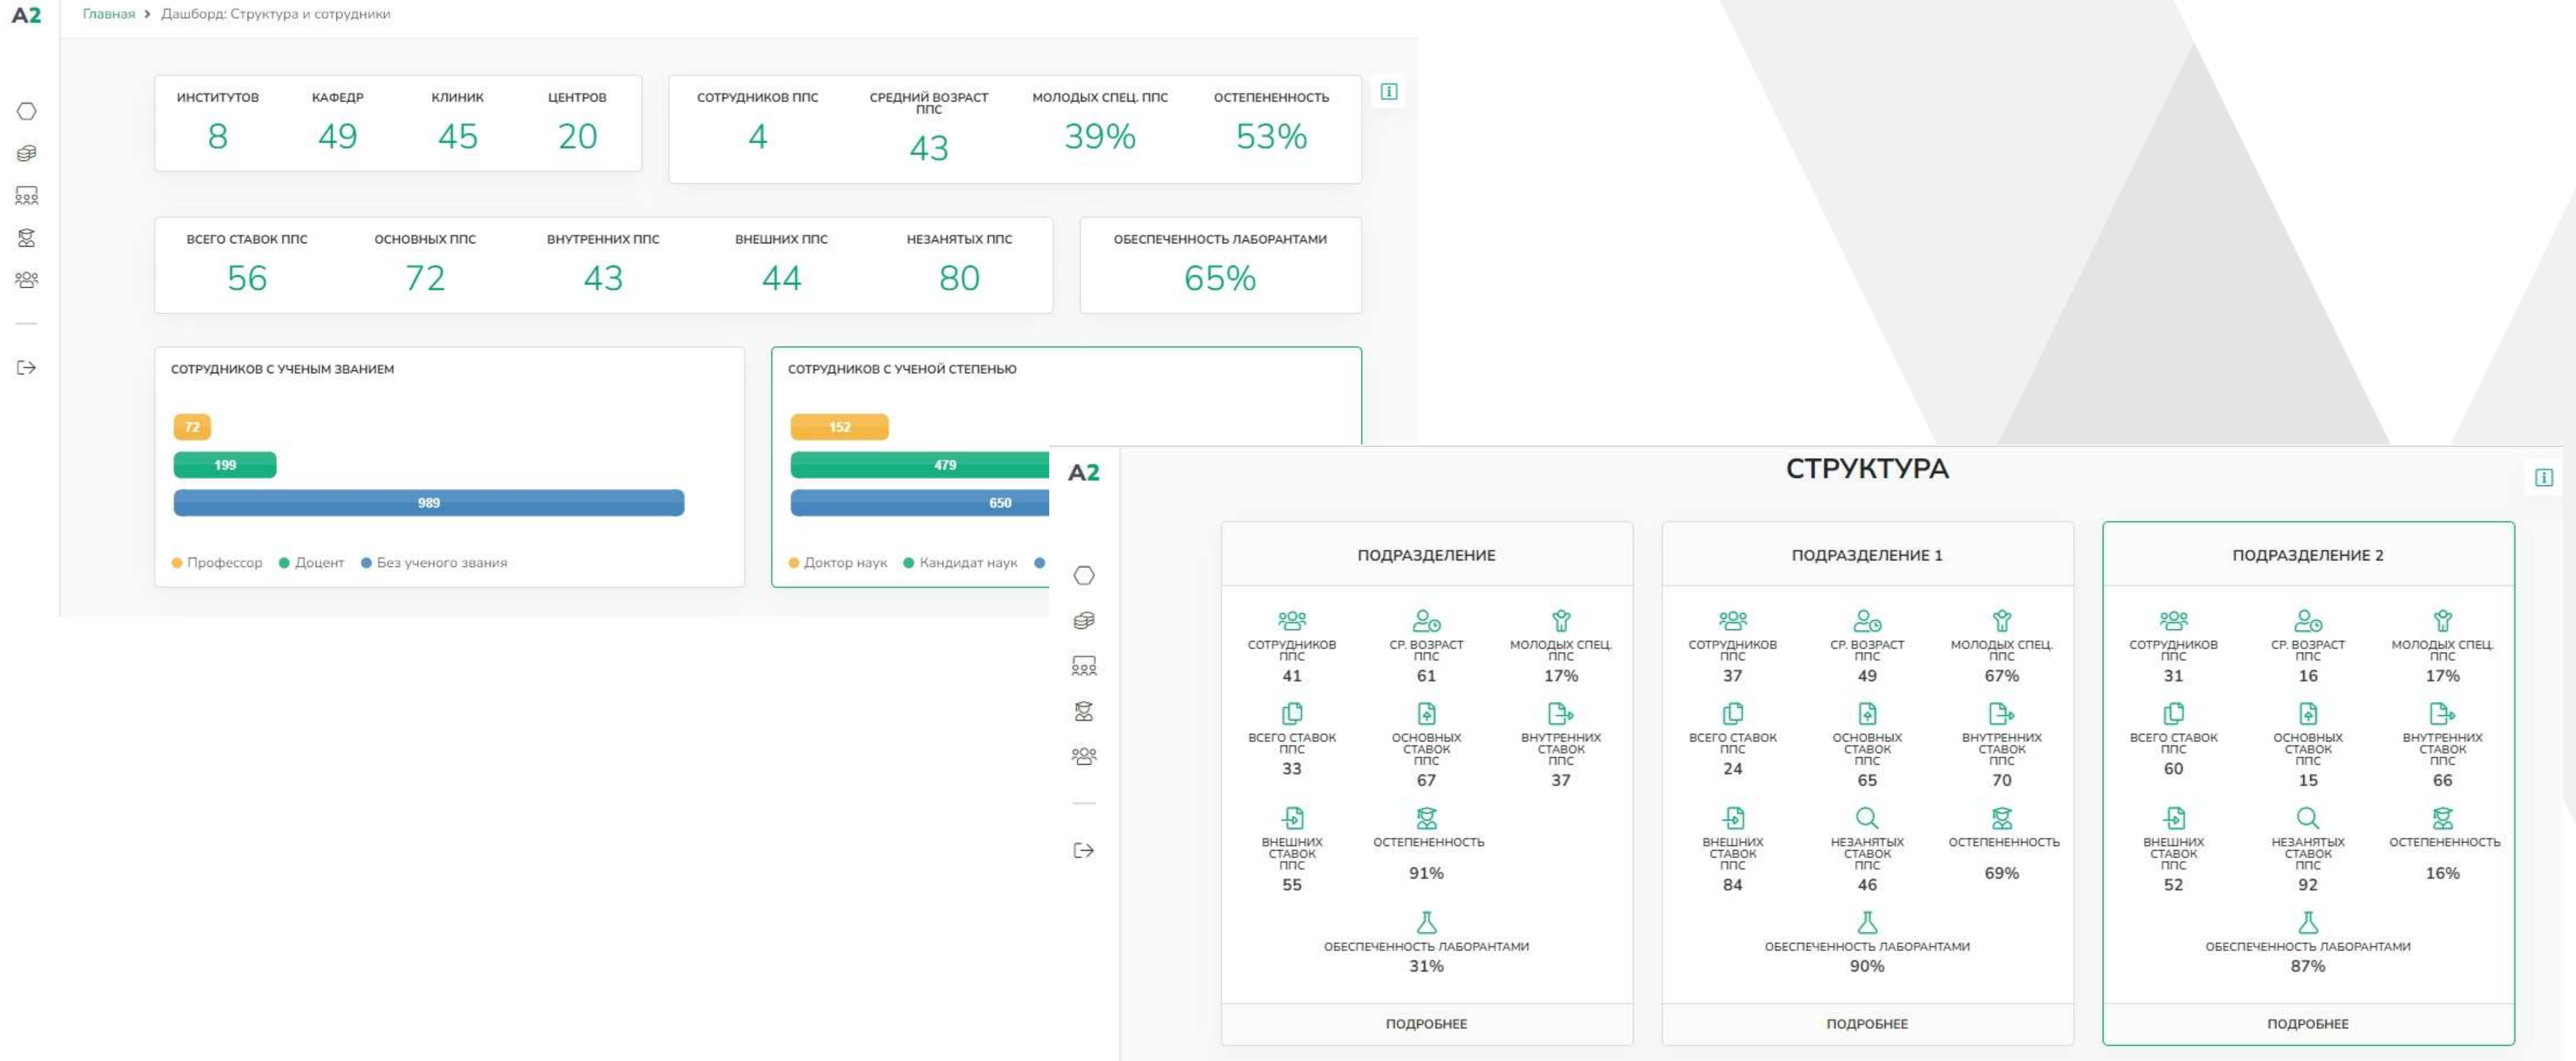 A2
Главная > Дашборд: Структура и сотрудники
ИНСТИТУТОВ КАФЕДР КЛИНИК ЦЕНТРОВ
8 49 45 20
СОТРУДНИКОВ ППС СРЕДНИЙ ВОЗРАСТ ППС МОЛОДЫХ СПЕЦ. ППС ОСТЕПЕНЕННОСТЬ
4 43 39% 53%
ВСЕГО СТАВОК ППС ОСНОВНЫХ ППС ВНУТРЕННИХ ППС ВНЕШНИХ ППС НЕЗАНЯТЫХ ППС
56 72 43 44 80
ОБЕСПЕЧЕННОСТЬ ЛАБОРАНТАМИ
65%
СОТРУДНИКОВ С УЧЕНЫМ ЗВАНИЕМ
72
199
989
Профессор Доцент Без ученого звания
СОТРУДНИКОВ С УЧЕНОЙ СТЕПЕНЬЮ
152
479
650
Доктор наук Кандидат наук
A2
СТРУКТУРА
ПОДРАЗДЕЛЕНИЕ
СОТРУДНИКОВ ППС СР. ВОЗРАСТ ППС МОЛОДЫХ СПЕЦ. ППС
41 61 17%
ВСЕГО СТАВОК ППС ОСНОВНЫХ СТАВОК ППС ВНУТРЕННИХ СТАВОК ППС
33 67 37
ВНЕШНИХ СТАВОК ППС ОСТЕПЕНЕННОСТЬ
55 91%
ОБЕСПЕЧЕННОСТЬ ЛАБОРАНТАМИ
31%
ПОДРОБНЕЕ
ПОДРАЗДЕЛЕНИЕ 1
СОТРУДНИКОВ ППС СР. ВОЗРАСТ ППС МОЛОДЫХ СПЕЦ. ППС
37 49 67%
ВСЕГО СТАВОК ППС ОСНОВНЫХ СТАВОК ППС ВНУТРЕННИХ СТАВОК ППС
24 65 70
ВНЕШНИХ СТАВОК ППС НЕЗАНЯТЫХ СТАВОК ППС ОСТЕПЕНЕННОСТЬ
84 46 69%
ОБЕСПЕЧЕННОСТЬ ЛАБОРАНТАМИ
90%
ПОДРОБНЕЕ
ПОДРАЗДЕЛЕНИЕ 2
СОТРУДНИКОВ ППС СР. ВОЗРАСТ ППС МОЛОДЫХ СПЕЦ. ППС
31 16 17%
ВСЕГО СТАВОК ППС ОСНОВНЫХ СТАВОК ППС ВНУТРЕННИХ СТАВОК ППС
60 15 66
ВНЕШНИХ СТАВОК ППС НЕЗАНЯТЫХ СТАВОК ППС ОСТЕПЕНЕННОСТЬ
52 92 16%
ОБЕСПЕЧЕННОСТЬ ЛАБОРАНТАМИ
87%
ПОДРОБНЕЕ